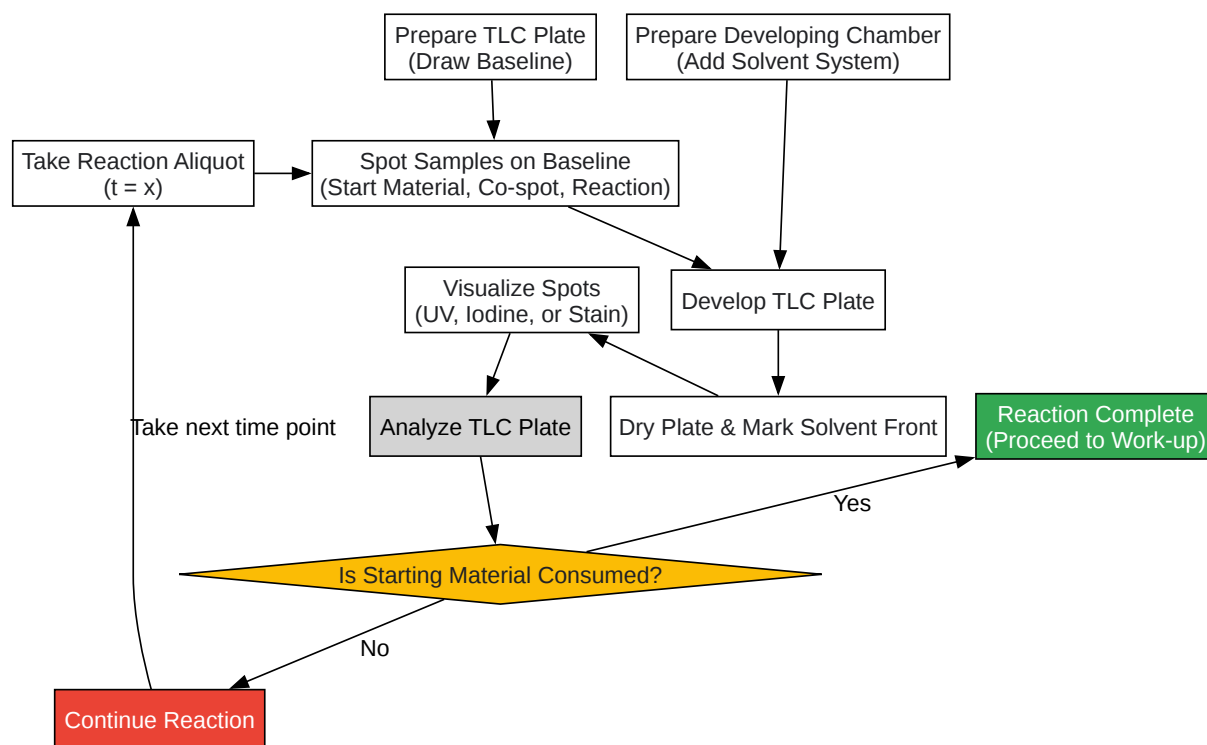 Prepare TLC Plate
(Draw Baseline)
Prepare Developing Chamber
(Add Solvent System)
Take Reaction Aliquot
(t = x)
Spot Samples on Baseline
(Start Material, Co-spot, Reaction)
Visualize Spots
(UV, Iodine, or Stain)
Develop TLC Plate
Take next time point
Analyze TLC Plate
Dry Plate & Mark Solvent Front
Reaction Complete
(Proceed to Work-up)
Yes
Is Starting Material Consumed?
No
Continue Reaction